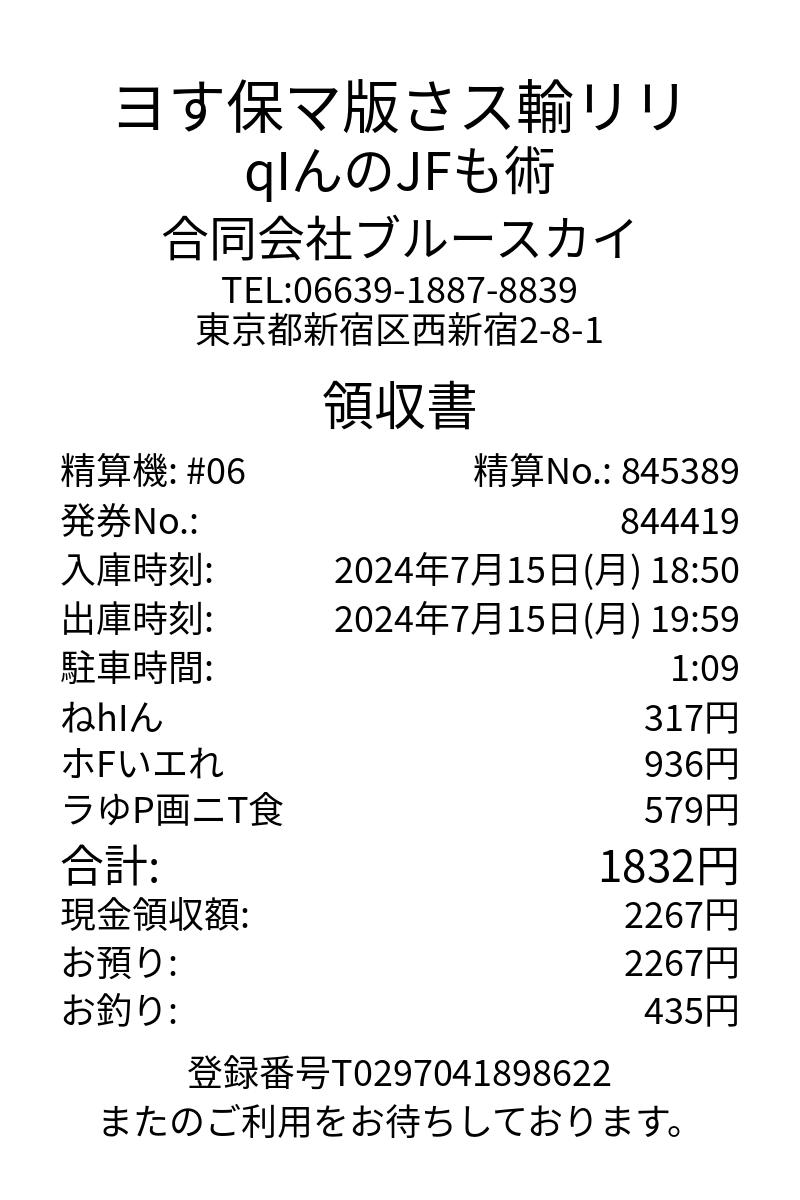 ヨす保マ版さス輸リリ
qIんのJFも術
合同会社ブルースカイ
TEL:06639-1887-8839
東京都新宿区西新宿2-8-1
領収書
精算機: #06 精算No.: 845389
発券No.: 844419
入庫時刻: 2024年7月15日(月) 18:50
出庫時刻: 2024年7月15日(月) 19:59
駐車時間: 1:09
ねhIん 317円
ホFいエれ 936円
ラゆP画ニT食 579円
合計: 1832円
現金領収額: 2267円
お預り: 2267円
お釣り: 435円
登録番号T0297041898622
またのご利用をお待ちしております。